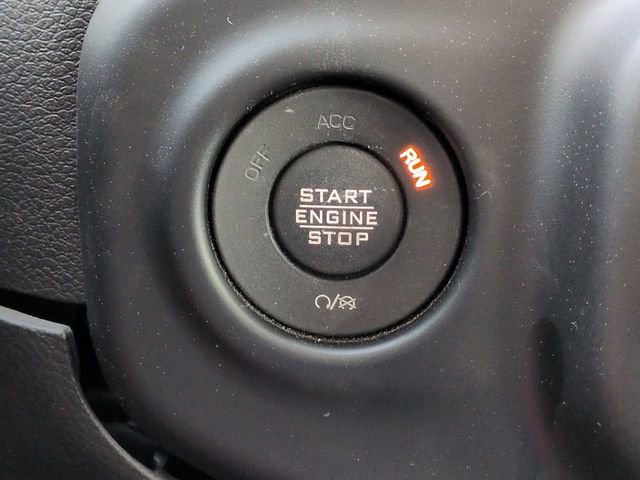 ACC
OFF
RUN
START
ENGINE
STOP